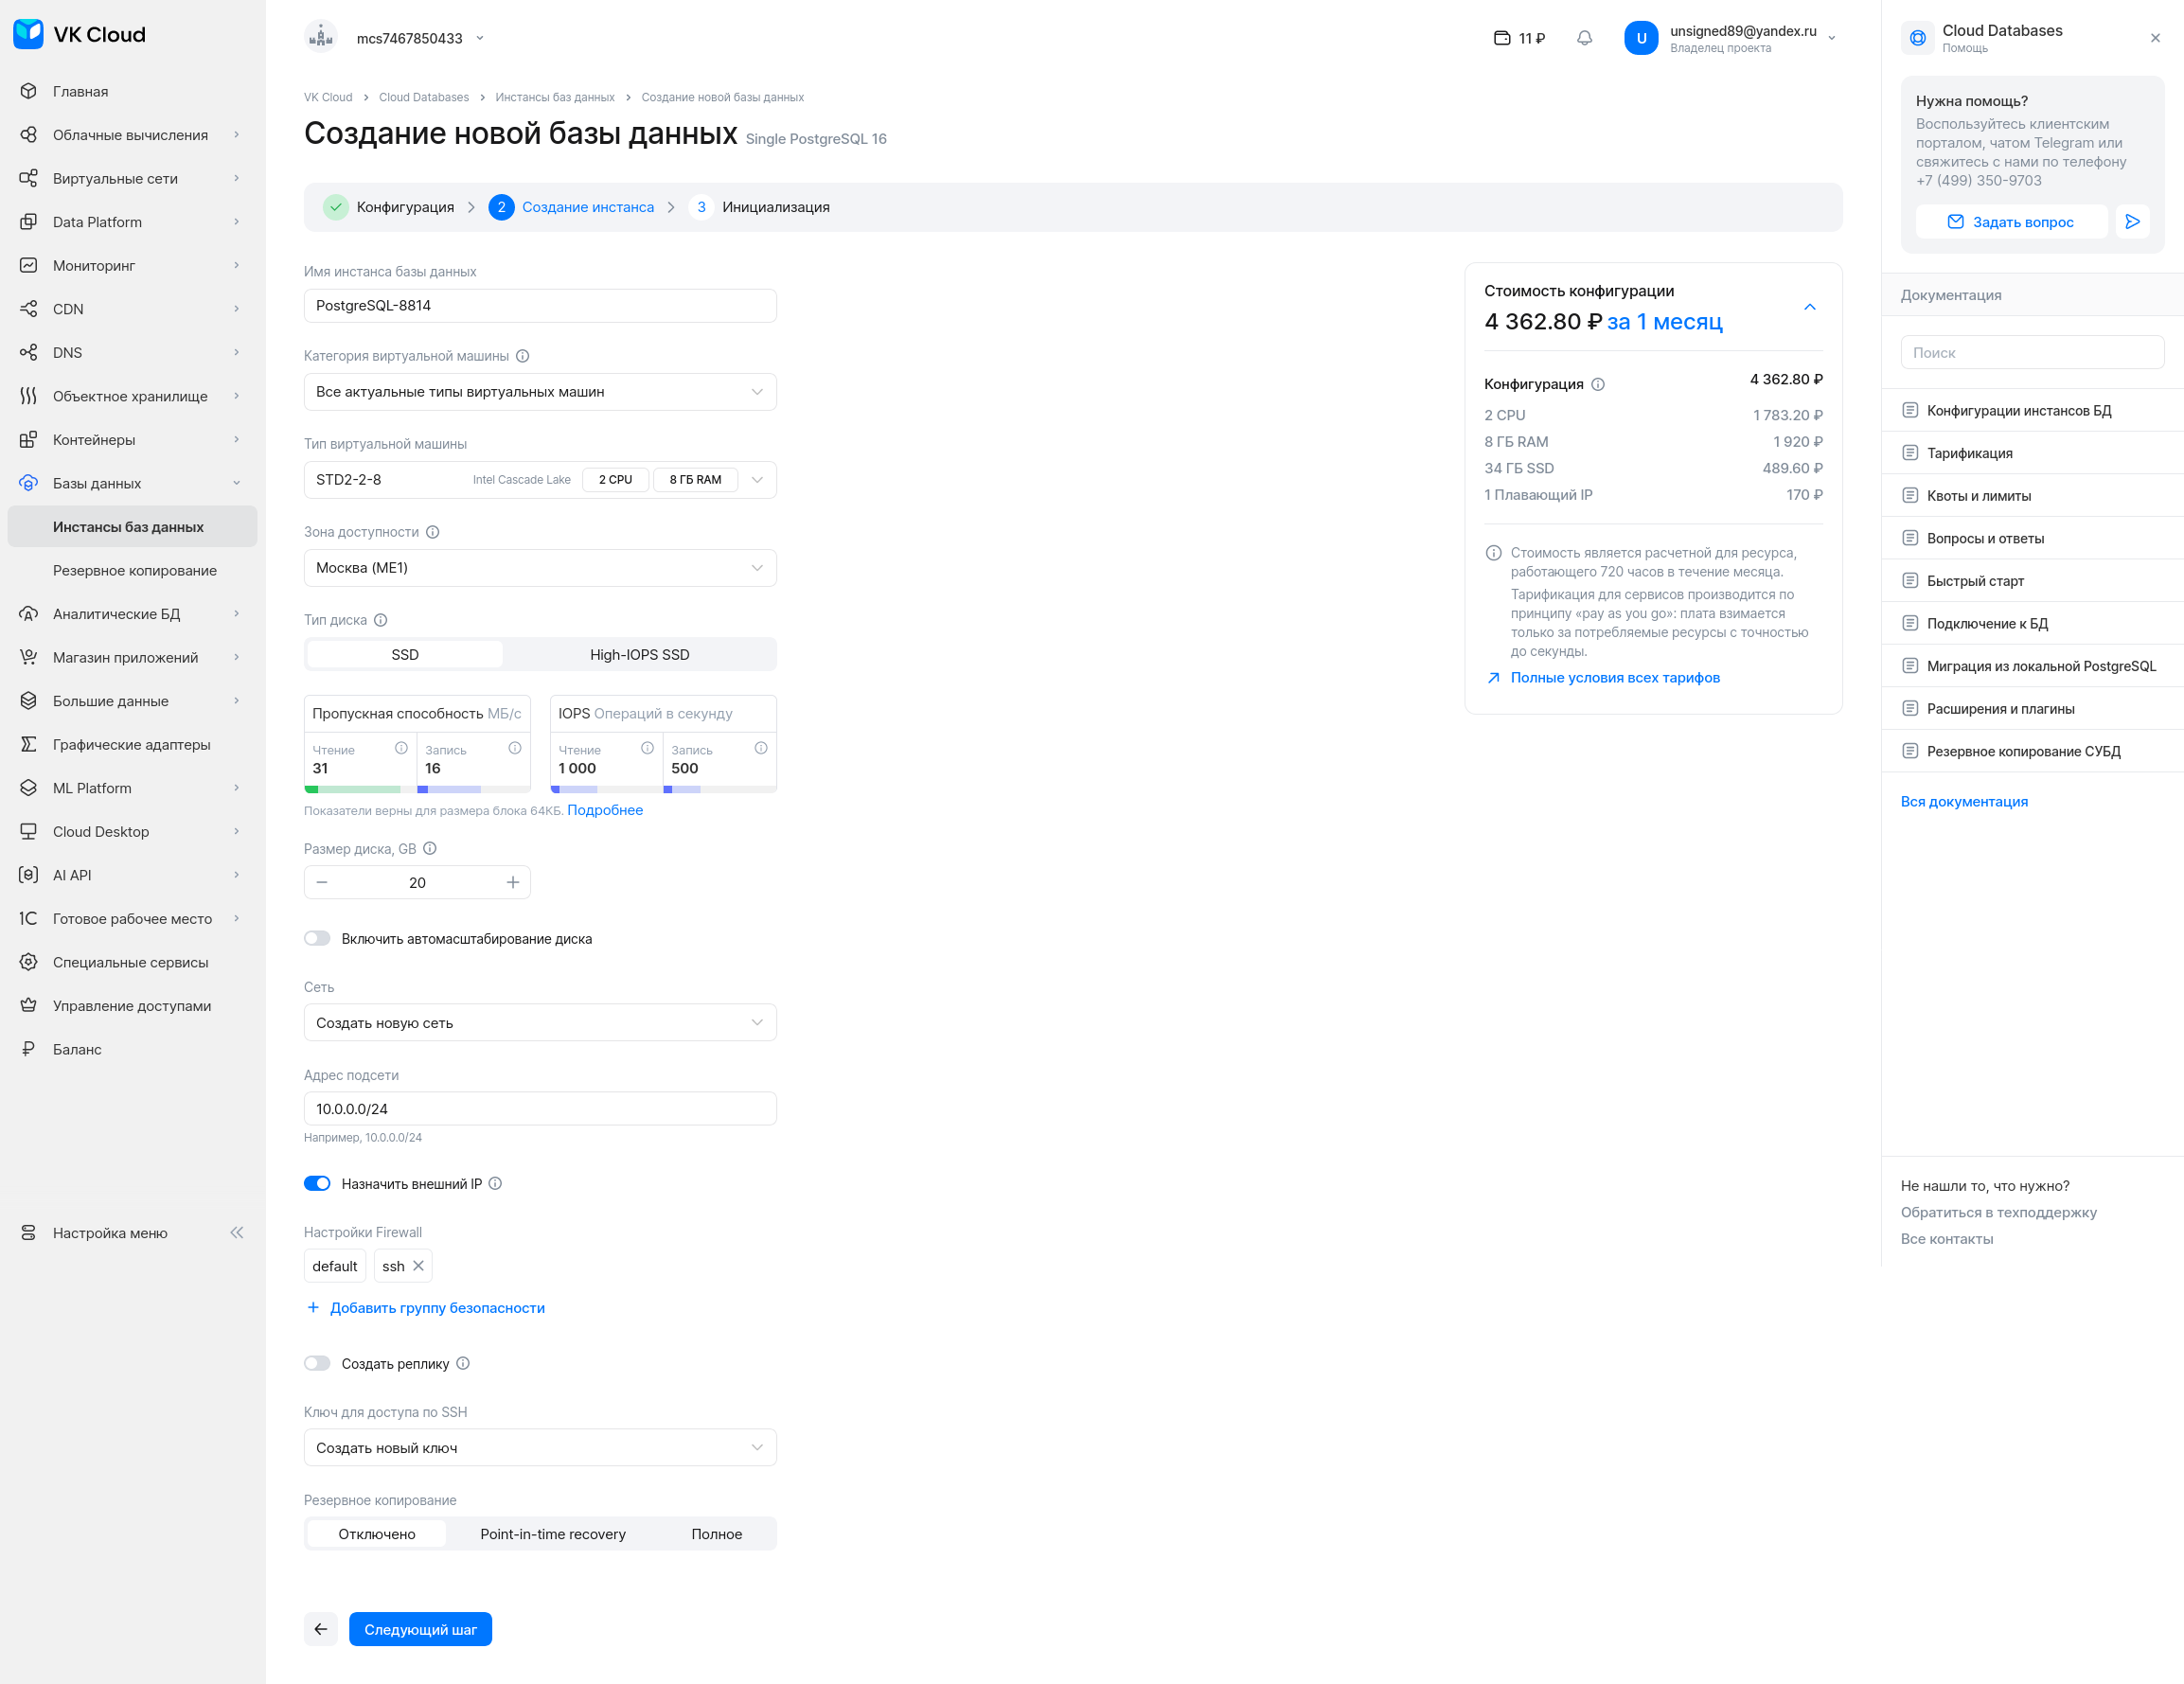 VK Cloud
Главная
Облачные вычисления
Виртуальные сети
Data Platform
Мониторинг
CDN
DNS
Объектное хранилище
Контейнеры
Базы данных
Инстансы баз данных
Резервное копирование
Аналитические БД
Магазин приложений
Большие данные
Графические адаптеры
ML Platform
Cloud Desktop
AI API
Готовое рабочее место
Специальные сервисы
Управление доступами
Баланс
Настройка меню
mcs7467850433
11 ₽
U
unsigned89@yandex.ru
Владелец проекта
VK Cloud
Cloud Databases
Инстансы баз данных
Создание новой базы данных
Создание новой базы данных Single PostgreSQL 16
Конфигурация
2 Создание инстанса
3 Инициализация
Имя инстанса базы данных
PostgreSQL-8814
Категория виртуальной машины
Все актуальные типы виртуальных машин
Тип виртуальной машины
STD2-2-8 Intel Cascade Lake 2 CPU 8 ГБ RAM
Зона доступности
Москва (ME1)
Тип диска
SSD High-IOPS SSD
Пропускная способность МБ/с
Чтение
31
Запись
16
IOPS Операций в секунду
Чтение
1 000
Запись
500
Показатели верны для размера блока 64КБ. Подробнее
Размер диска, GB
20
Включить автомасштабирование диска
Сеть
Создать новую сеть
Адрес подсети
10.0.0.0/24
Например, 10.0.0.0/24
Назначить внешний IP
Настройки Firewall
default ssh
Добавить группу безопасности
Создать реплику
Ключ для доступа по SSH
Создать новый ключ
Резервное копирование
Отключено Point-in-time recovery Полное
Следующий шаг
Стоимость конфигурации
4 362.80 ₽ за 1 месяц
Конфигурация 4 362.80 ₽
2 CPU 1 783.20 ₽
8 ГБ RAM 1 920 ₽
34 ГБ SSD 489.60 ₽
1 Плавающий IP 170 ₽
Стоимость является расчетной для ресурса,
работающего 720 часов в течение месяца.
Тарификация для сервисов производится по
принципу «pay as you go»: плата взимается
только за потребляемые ресурсы с точностью
до секунды.
Полные условия всех тарифов
Cloud Databases
Помощь
Нужна помощь?
Воспользуйтесь клиентским
порталом, чатом Telegram или
свяжитесь с нами по телефону
+7 (499) 350-9703
Задать вопрос
Документация
Поиск
Конфигурации инстансов БД
Тарификация
Квоты и лимиты
Вопросы и ответы
Быстрый старт
Подключение к БД
Миграция из локальной PostgreSQL
Расширения и плагины
Резервное копирование СУБД
Вся документация
Не нашли то, что нужно?
Обратиться в техподдержку
Все контакты